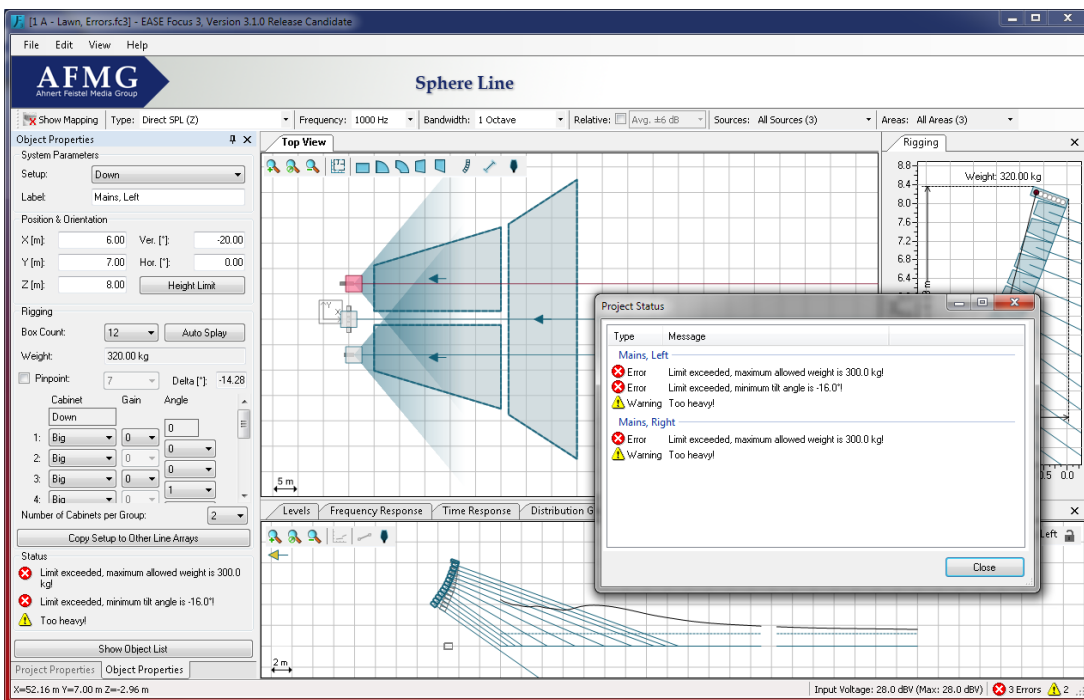 [1 A - Lawn, Errors.fc3] - EASE Focus 3, Version 3.1.0 Release Candidate
File Edit View Help
AFMG
Ahnert Feistel Media Group
Sphere Line
Show Mapping Type: Direct SPL (Z) Frequency: 1000 Hz Bandwidth: 1 Octave Relative: Avg. ±6 dB Sources: All Sources (3) Areas: All Areas (3)
Object Properties
System Parameters
Setup: Down
Label: Mains, Left
Position & Orientation
X [m]: 6.00 Ver. [°]: -20.00
Y [m]: 7.00 Hor. [°]: 0.00
Z [m]: 8.00 Height Limit
Rigging
Box Count: 12 Auto Splay
Weight: 320.00 kg
Pinpoint: 7 Delta [°]: -14.28
Cabinet Gain Angle
Down
0
1: Big 0
0
2: Big 0
0
3: Big 0
1
4: Big 0
Number of Cabinets per Group: 2
Copy Setup to Other Line Arrays
Status
Limit exceeded, maximum allowed weight is 300.0
kg!
Limit exceeded, minimum tilt angle is -16.0°!
Too heavy!
Show Object List
Project Properties Object Properties
Top View
Y
X
5 m
Rigging
Weight: 320.00 kg
8.8
8.4
8.0
7.6
7.2
6.8
6.4
m
0.5 0.0
Project Status
Type Message
Mains, Left
Error Limit exceeded, maximum allowed weight is 300.0 kg!
Error Limit exceeded, minimum tilt angle is -16.0°!
Warning Too heavy!
Mains, Right
Error Limit exceeded, maximum allowed weight is 300.0 kg!
Warning Too heavy!
Close
Levels Frequency Response Time Response Distribution
Left
2 m
X=52.16 m Y=7.00 m Z=-2.96 m
Input Voltage: 28.0 dBV (Max: 28.0 dBV) 3 Errors 2